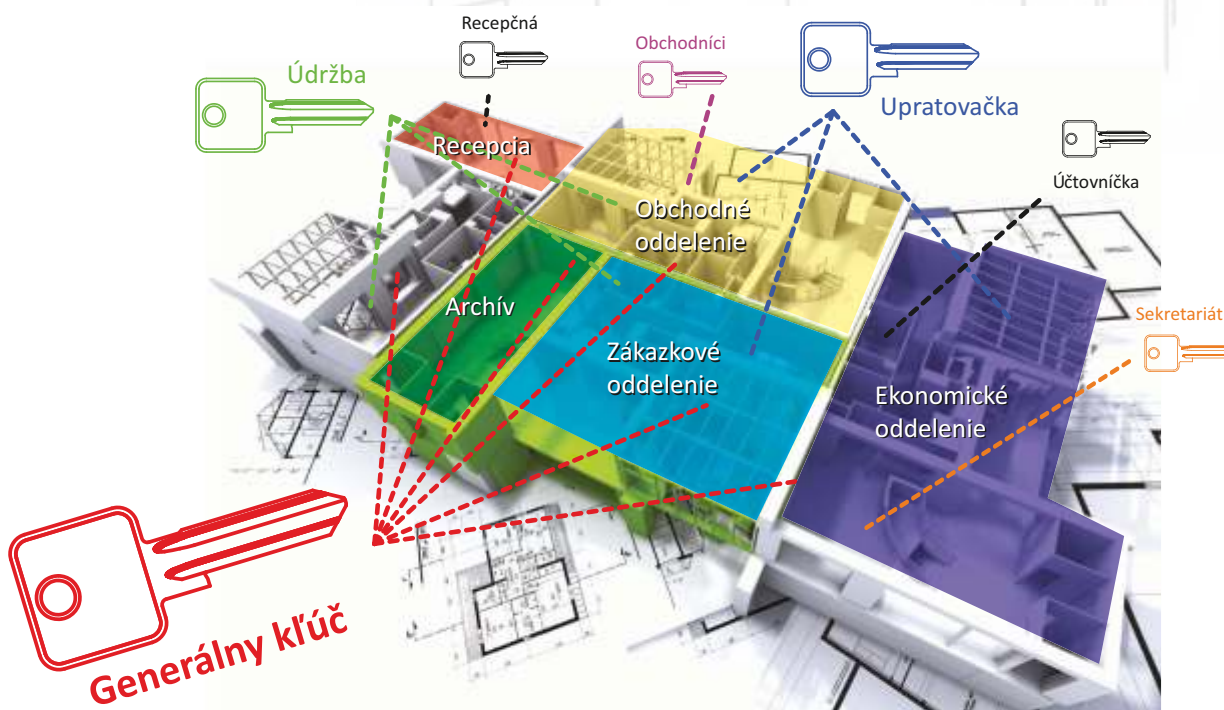 Recepčná
Obchodníci
Údržba
Upratovačka
Recepcia
Účtovníčka
Obchodné
oddelenie
Archív
Sekretariát
Zákazkové
oddelenie
Ekonomické
oddelenie
Generálny kľúč